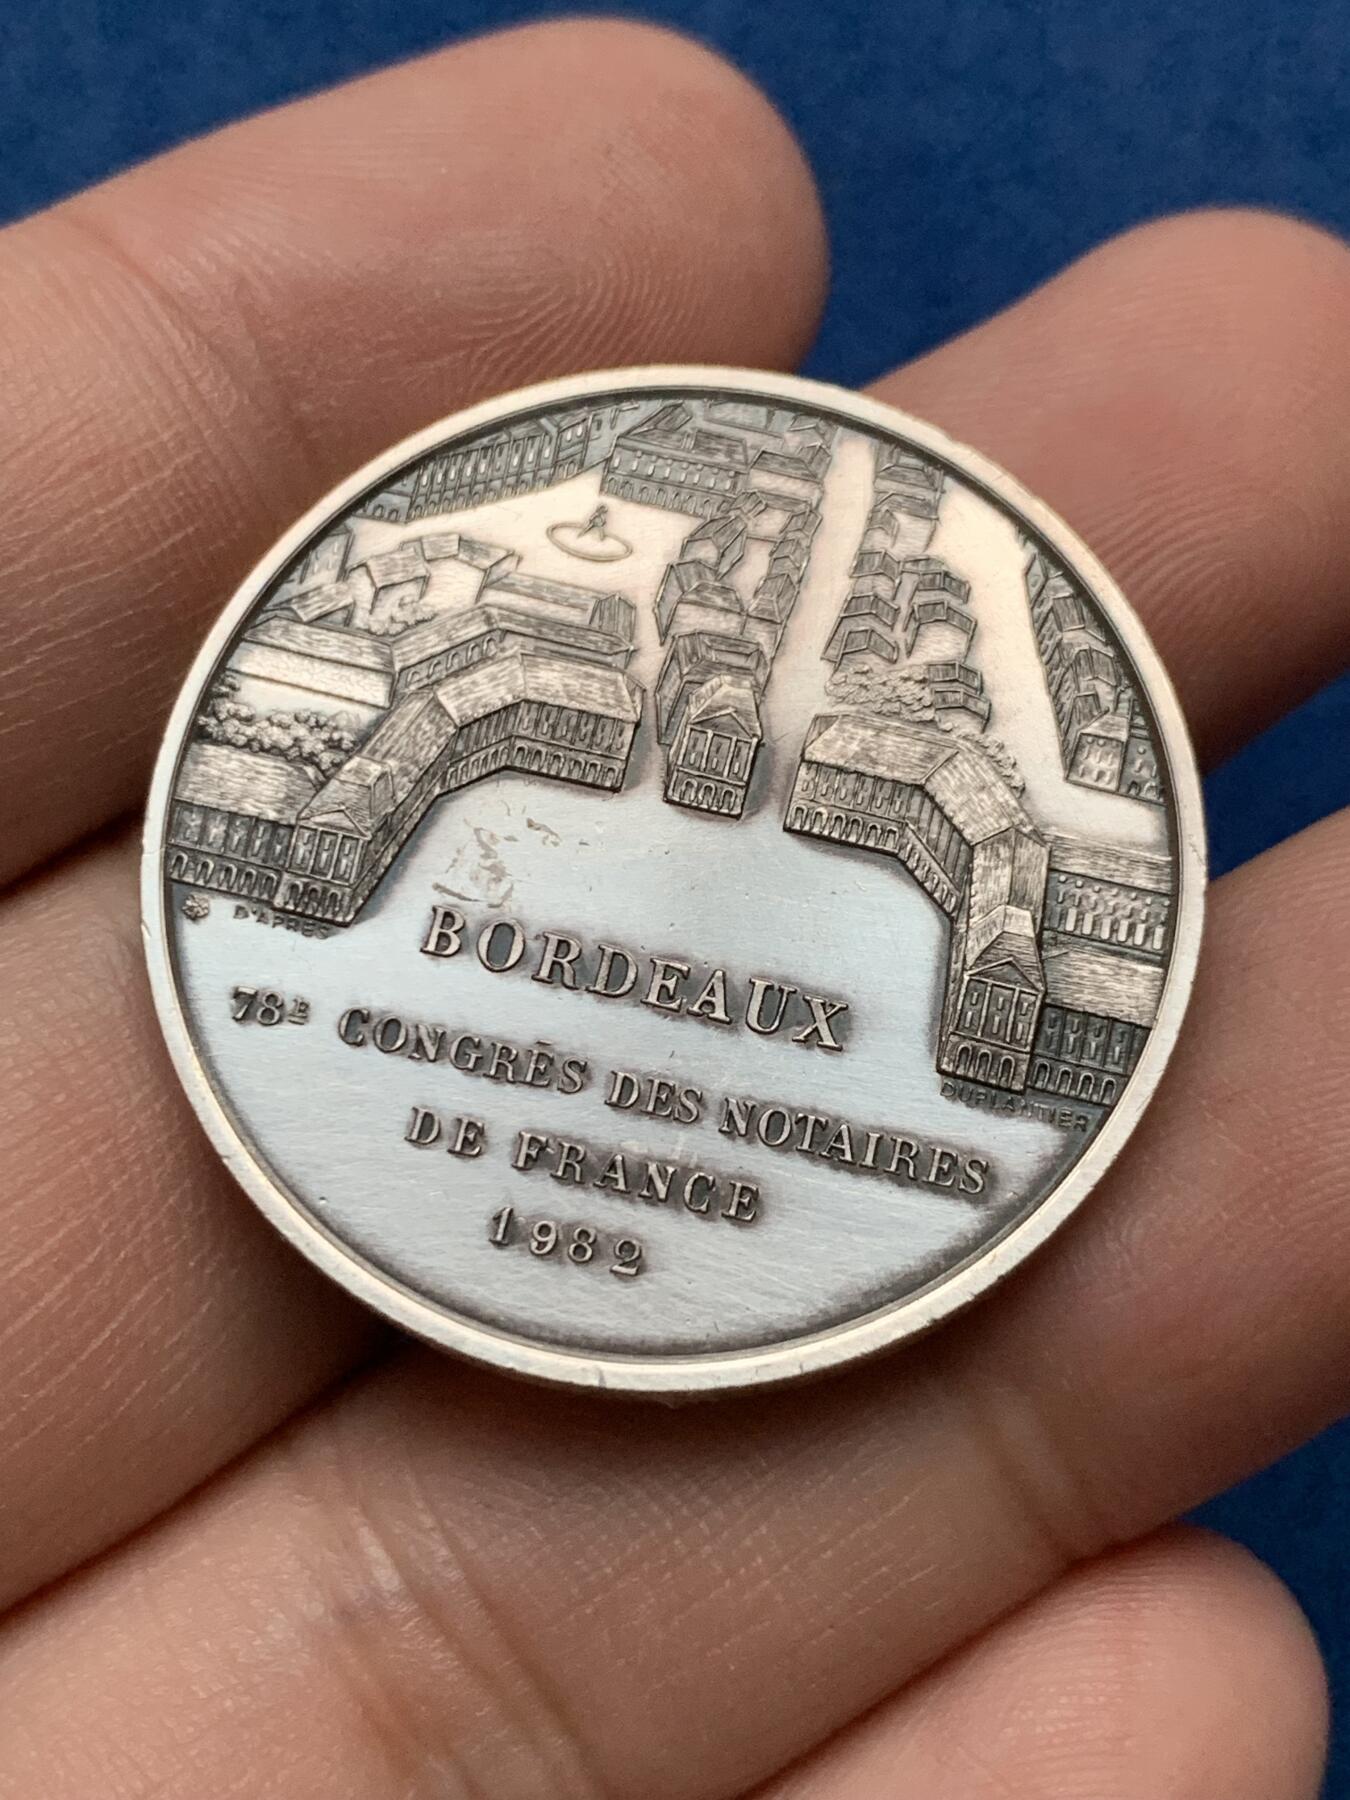 D'APRÈS
DUPLANTIER
BORDEAUX
78E CONGRÈS DES NOTAIRES
DE FRANCE
1982